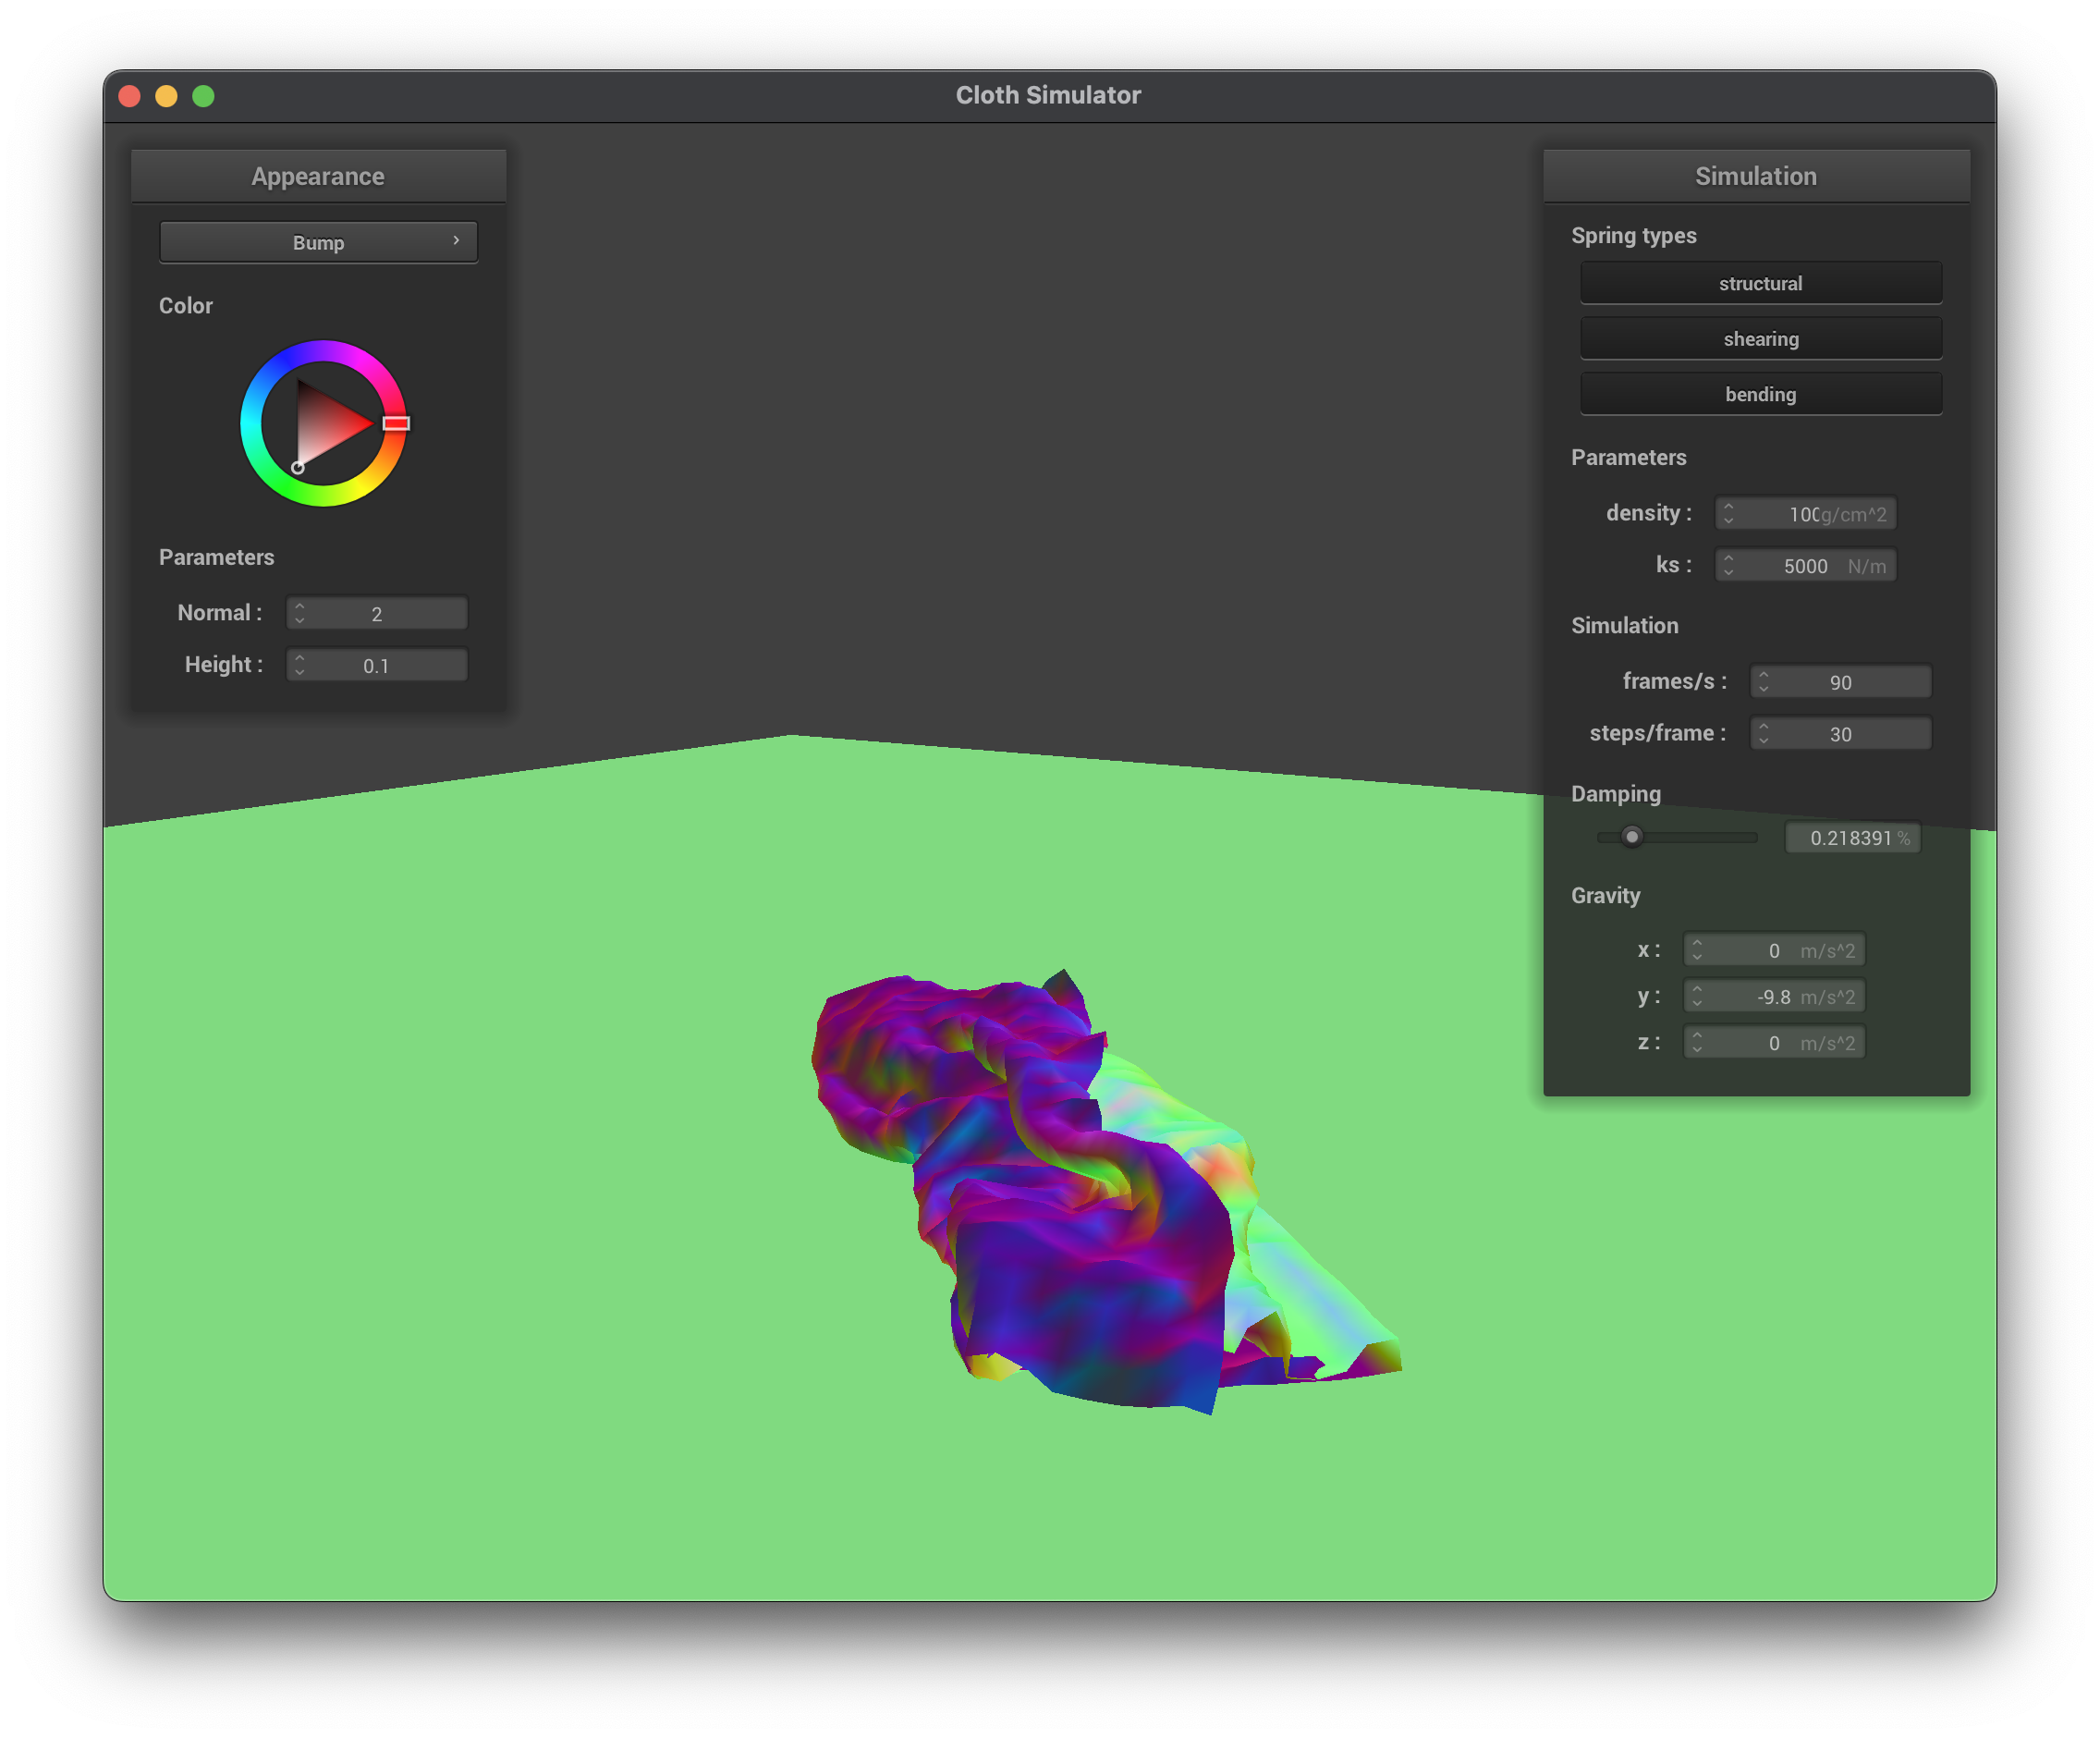 Cloth Simulator
Appearance
Bump
Color
Parameters
Normal : 2
Height : 0.1
Simulation
Spring types
structural
shearing
bending
Parameters
density : 100 g/cm^2
ks : 5000 N/m
Simulation
frames/s : 90
steps/frame : 30
Damping
0.218391 %
Gravity
x : 0 m/s^2
y : -9.8 m/s^2
z : 0 m/s^2